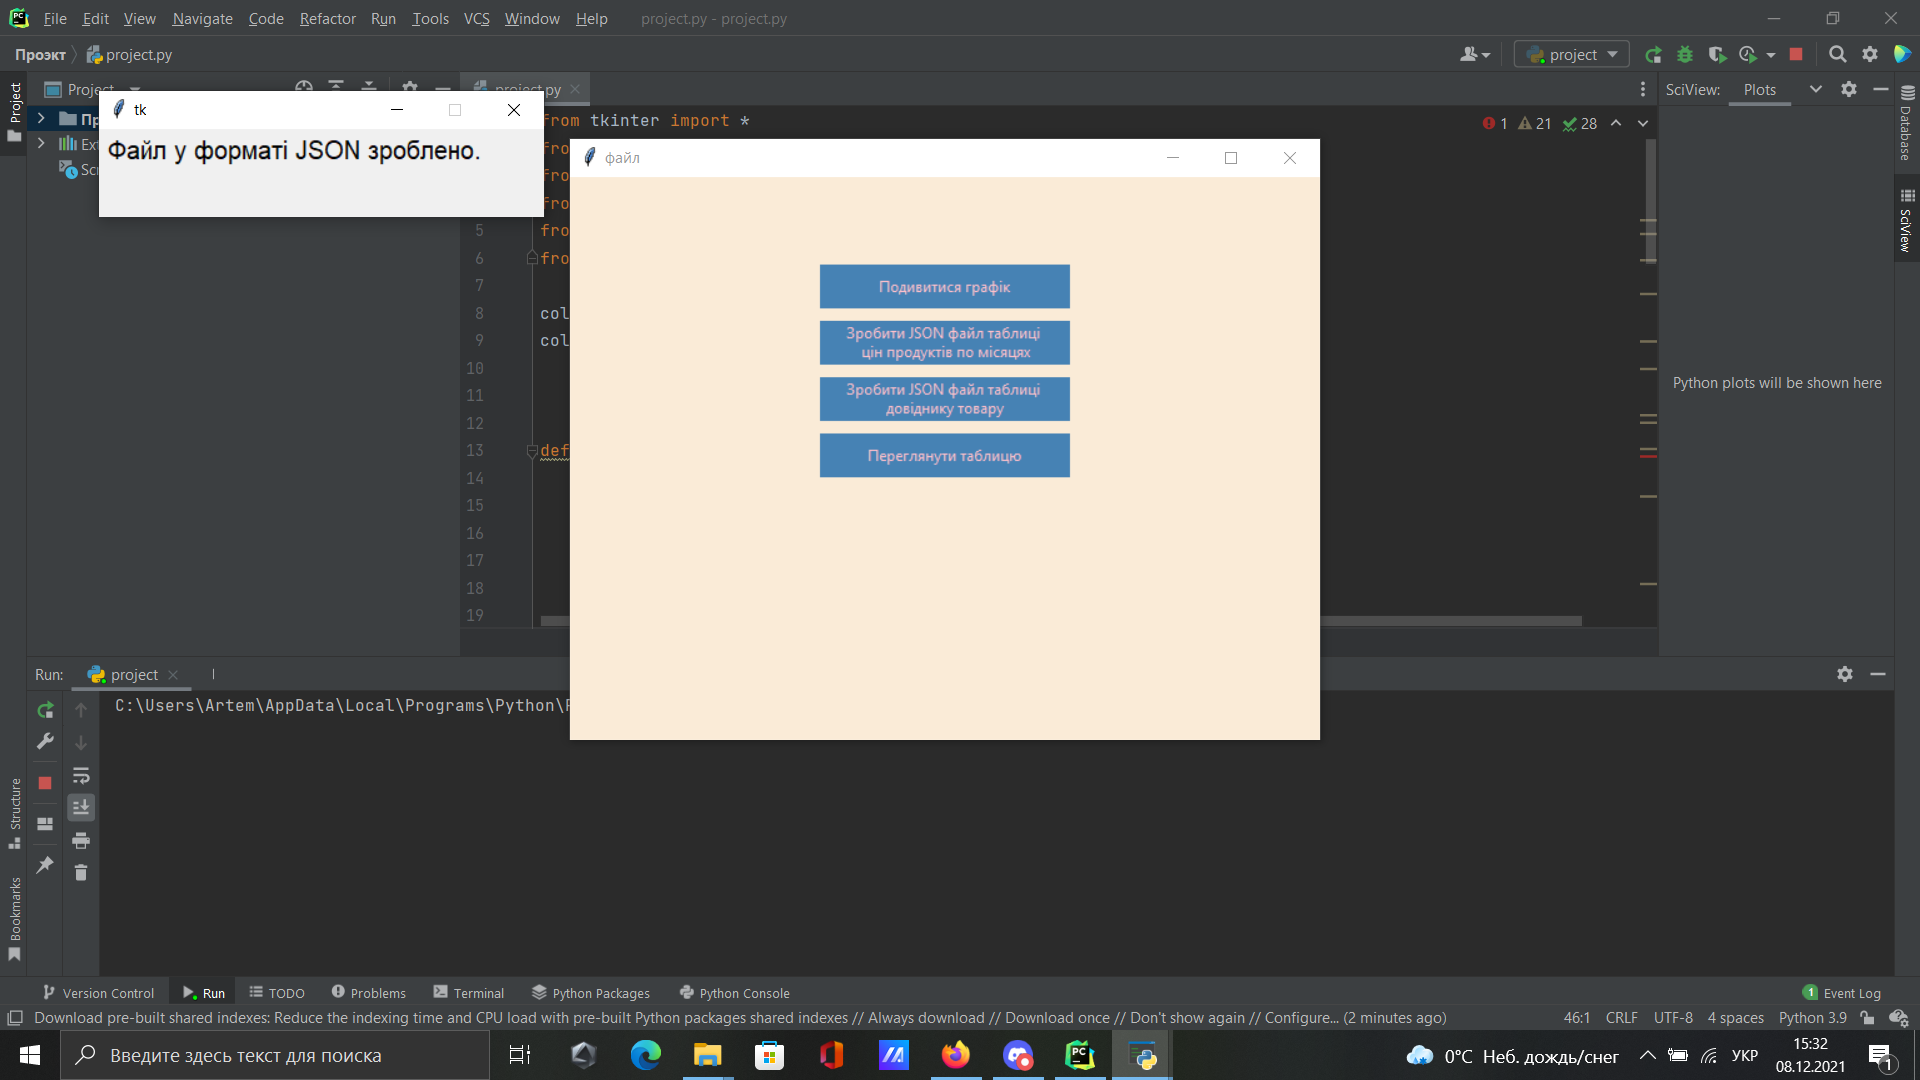 File Edit View Navigate Code Refactor Run Tools VCS Window Help project.py - project.py
Проэкт project.py project
Project
project.py
SciView: Plots
tk
Файл у форматі JSON зроблено.
from tkinter import *
1 21 28
файл
5
6
7
8 col
9 col
10
11
12
13 def
14
15
16
17
18
19
Подивитися графік
Зробити JSON файл таблиці
цін продуктів по місяцях
Зробити JSON файл таблиці
довіднику товару
Переглянути таблицю
Python plots will be shown here
Project
Structure
Bookmarks
Database
SciView
Run: project
C:\Users\Artem\AppData\Local\Programs\Python\
Version Control Run TODO Problems Terminal Python Packages Python Console 1 Event Log
Download pre-built shared indexes: Reduce the indexing time and CPU load with pre-built Python packages shared indexes // Always download // Download once // Don't show again // Configure... (2 minutes ago) 46:1 CRLF UTF-8 4 spaces Python 3.9
Введите здесь текст для поиска
0°C Неб. дождь/снег УКР
15:32
08.12.2021
1